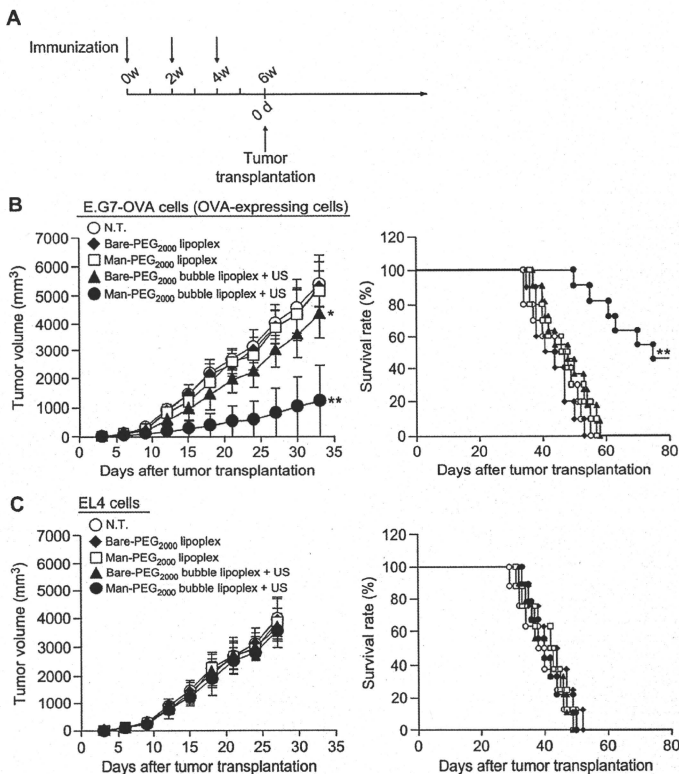 A
Immunization
0w 2w 4w 6w
0 d
Tumor
transplantation
B
E.G7-OVA cells (OVA-expressing cells)
N.T.
Bare-PEG2000 lipoplex
Man-PEG2000 lipoplex
Bare-PEG2000 bubble lipoplex + US
Man-PEG2000 bubble lipoplex + US
Tumor volume (mm3)
7000
6000
5000
4000
3000
2000
1000
0
*
**
0 5 10 15 20 25 30 35
Days after tumor transplantation
Survival rate (%)
120
100
80
60
40
20
0
**
0 20 40 60 80
Days after tumor transplantation
C
EL4 cells
N.T.
Bare-PEG2000 lipoplex
Man-PEG2000 lipoplex
Bare-PEG2000 bubble lipoplex + US
Man-PEG2000 bubble lipoplex + US
Tumor volume (mm3)
7000
6000
5000
4000
3000
2000
1000
0
0 5 10 15 20 25 30 35
Days after tumor transplantation
Survival rate (%)
120
100
80
60
40
20
0
0 20 40 60 80
Days after tumor transplantation